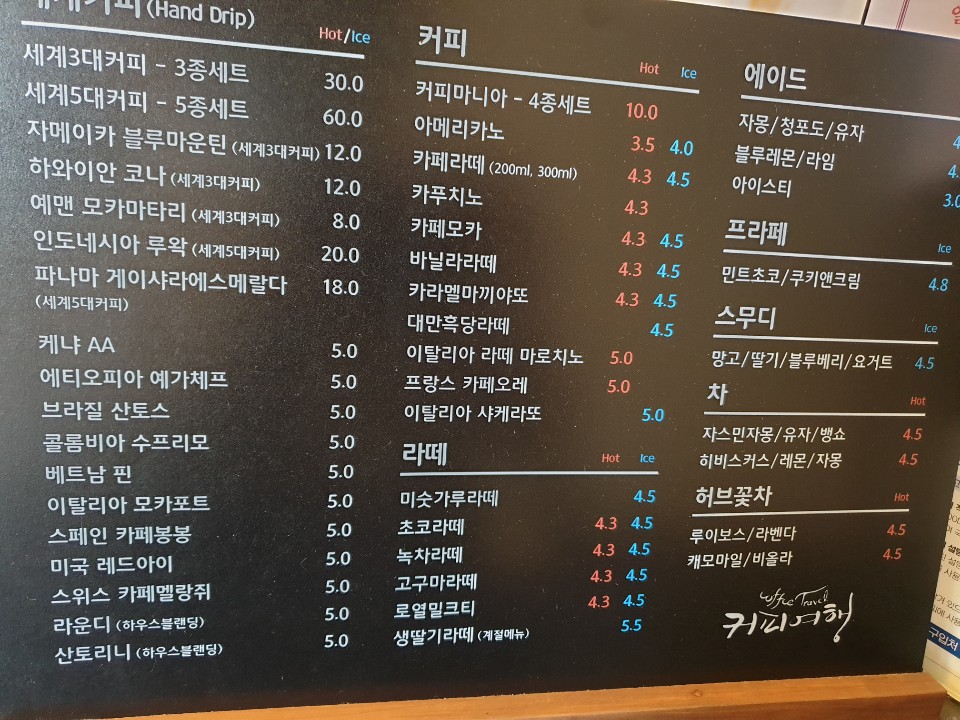 (Hand Drip)
Hot/Ice
세계3대커피 - 3종세트 30.0
세계5대커피 - 5종세트 60.0
자메이카 블루마운틴 (세계3대커피) 12.0
하와이안 코나 (세계3대커피) 12.0
예맨 모카마타리 (세계3대커피) 8.0
인도네시아 루왁 (세계5대커피) 20.0
파나마 게이샤라에스메랄다 18.0
(세계5대커피)
케냐 AA 5.0
에티오피아 예가체프 5.0
브라질 산토스 5.0
콜롬비아 수프리모 5.0
베트남 핀 5.0
이탈리아 모카포트 5.0
스페인 카페봉봉 5.0
미국 레드아이 5.0
스위스 카페멜랑쥐 5.0
라운디 (하우스블랜딩) 5.0
산토리니 (하우스블랜딩) 5.0
커피
Hot Ice
커피마니아 - 4종세트 10.0
아메리카노 3.5 4.0
카페라떼 (200ml, 300ml) 4.3 4.5
카푸치노 4.3
카페모카 4.3 4.5
바닐라라떼 4.3 4.5
카라멜마끼야또 4.3 4.5
대만흑당라떼 4.5
이탈리아 라떼 마로치노 5.0
프랑스 카페오레 5.0
이탈리아 샤케라또 5.0
라떼
Hot Ice
미숫가루라떼 4.5
초코라떼 4.3 4.5
녹차라떼 4.3 4.5
고구마라떼 4.3 4.5
로열밀크티 4.3 4.5
생딸기라떼 (계절메뉴) 5.5
에이드
자몽/청포도/유자
블루레몬/라임
아이스티 3.0
프라페
Ice
민트초코/쿠키앤크림 4.8
스무디
Ice
망고/딸기/블루베리/요거트 4.5
차
Hot
쟈스민자몽/유자/뱅쇼 4.5
히비스커스/레몬/자몽 4.5
허브꽃차
Hot
루이보스/라벤다 4.5
캐모마일/비올라 4.5
Coffee Travel
커피여행
구입처